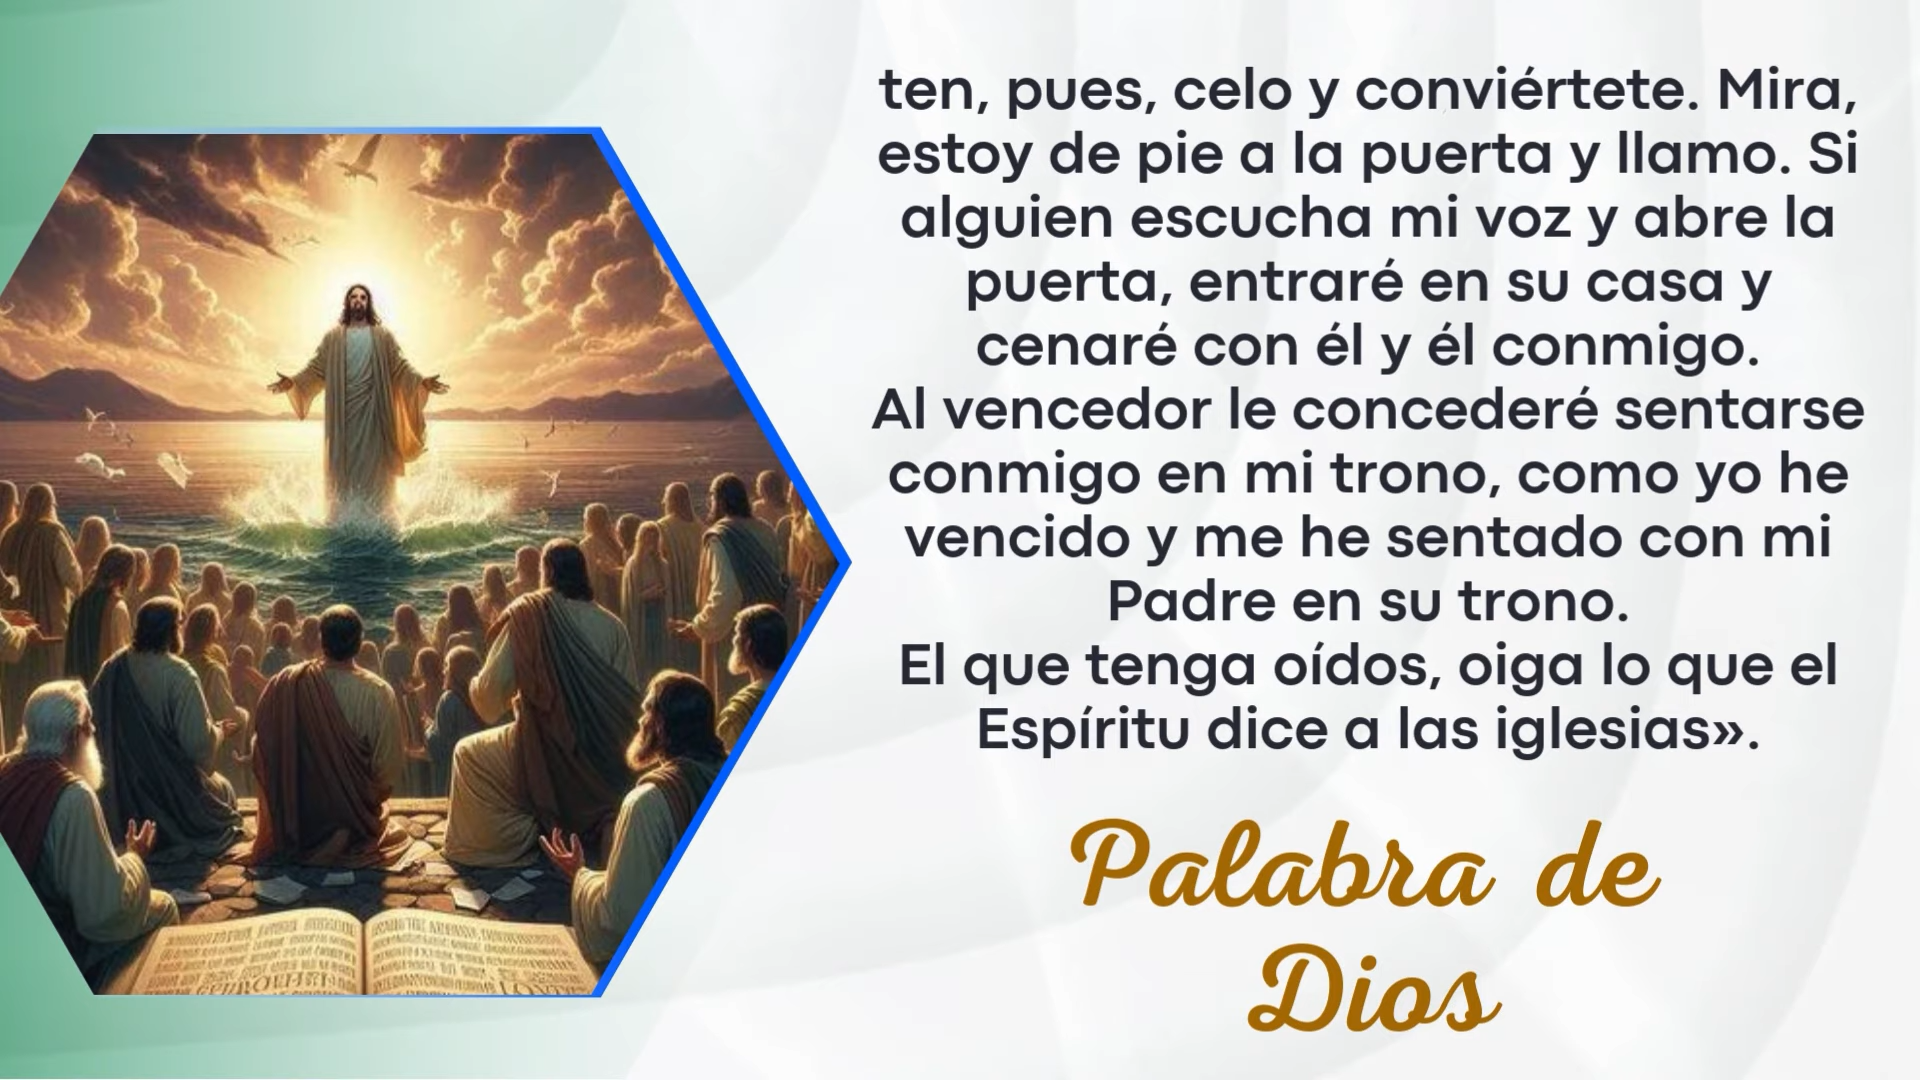 ten, pues, celo y conviértete. Mira,
estoy de pie a la puerta y llamo. Si
alguien escucha mi voz y abre la
puerta, entraré en su casa y
cenaré con él y él conmigo.
Al vencedor le concederé sentarse
conmigo en mi trono, como yo he
vencido y me he sentado con mi
Padre en su trono.
El que tenga oídos, oiga lo que el
Espíritu dice a las iglesias».
Palabra de
Dios